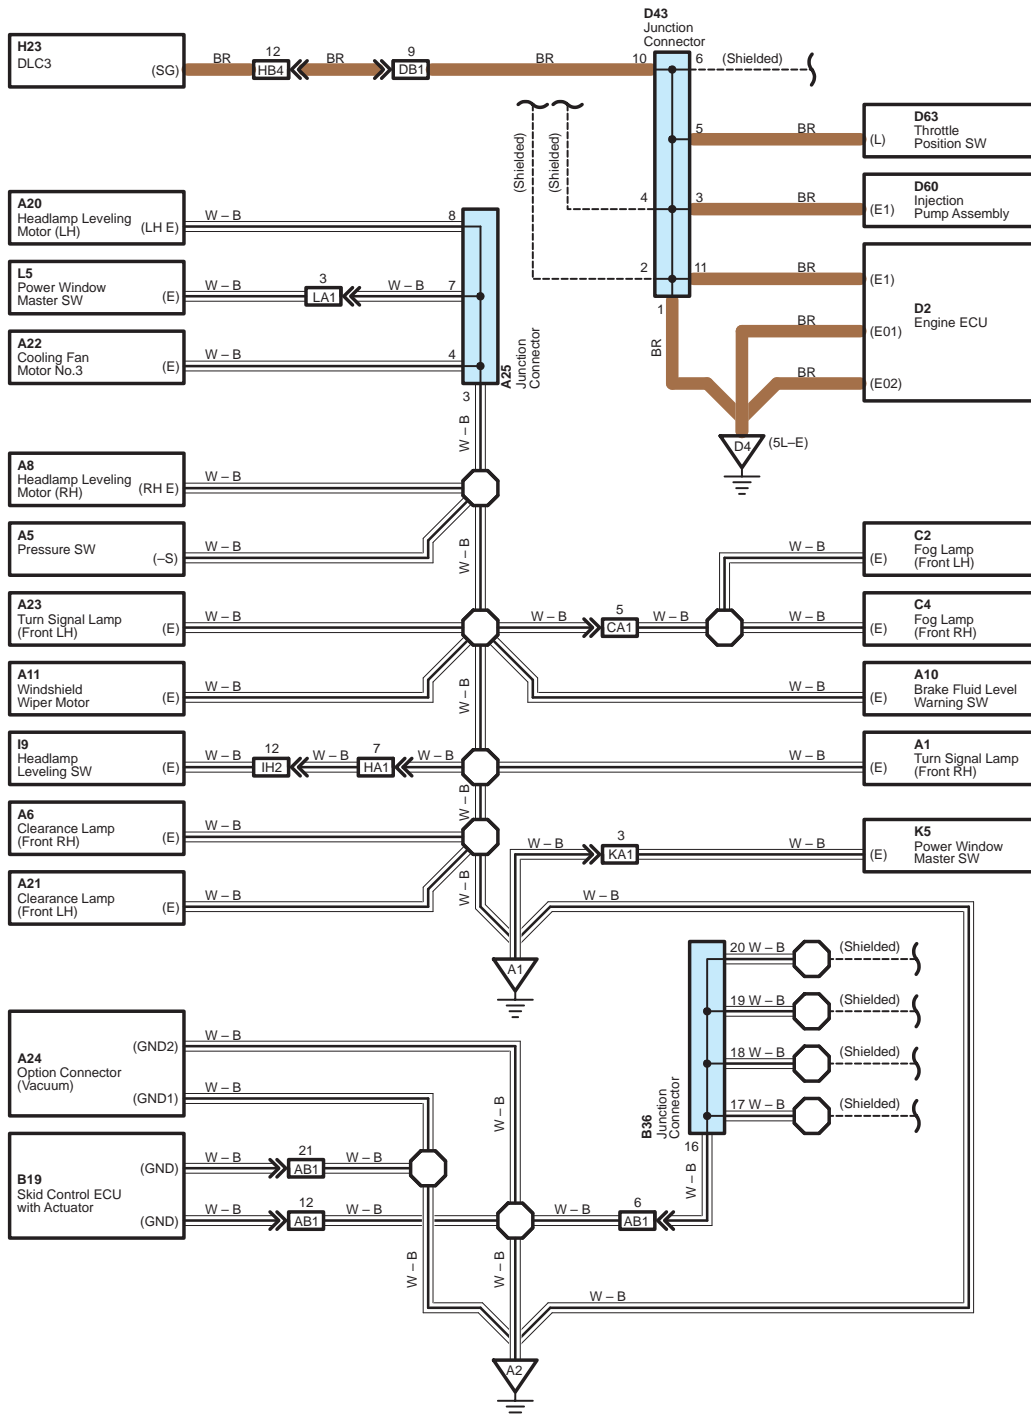 D43
Junction
Connector
H23
DLC3
(SG)
BR
12
HB4
BR
9
DB1
BR
10
6
(Shielded)
(Shielded)
(Shielded)
5
BR
(L)
D63
Throttle
Position SW
4
3
BR
(E1)
D60
Injection
Pump Assembly
2
11
BR
(E1)
D2
Engine ECU
1
BR
BR
(E01)
BR
(E02)
D4
(5L–E)
A20
Headlamp Leveling
Motor (LH)
(LH E)
W – B
8
L5
Power Window
Master SW
(E)
W – B
3
LA1
W – B
7
A22
Cooling Fan
Motor No.3
(E)
W – B
4
A25
Junction
Connector
3
W – B
A8
Headlamp Leveling
Motor (RH)
(RH E)
W – B
A5
Pressure SW
(–S)
W – B
W – B
C2
Fog Lamp
(Front LH)
(E)
W – B
A23
Turn Signal Lamp
(Front LH)
(E)
W – B
W – B
5
CA1
W – B
W – B
(E)
C4
Fog Lamp
(Front RH)
A11
Windshield
Wiper Motor
(E)
W – B
W – B
W – B
(E)
A10
Brake Fluid Level
Warning SW
I9
Headlamp
Leveling SW
(E)
W – B
12
IH2
W – B
7
HA1
W – B
W – B
(E)
A1
Turn Signal Lamp
(Front RH)
W – B
A6
Clearance Lamp
(Front RH)
(E)
W – B
W – B
3
KA1
W – B
(E)
K5
Power Window
Master SW
A21
Clearance Lamp
(Front LH)
(E)
W – B
W – B
W – B
A1
20 W – B
(Shielded)
19 W – B
(Shielded)
18 W – B
(Shielded)
17 W – B
(Shielded)
B36
Junction
Connector
16
W – B
A24
Option Connector
(Vacuum)
(GND2)
W – B
(GND1)
W – B
W – B
B19
Skid Control ECU
with Actuator
(GND)
W – B
21
AB1
W – B
(GND)
W – B
12
AB1
W – B
W – B
6
AB1
W – B
W – B
W – B
A2